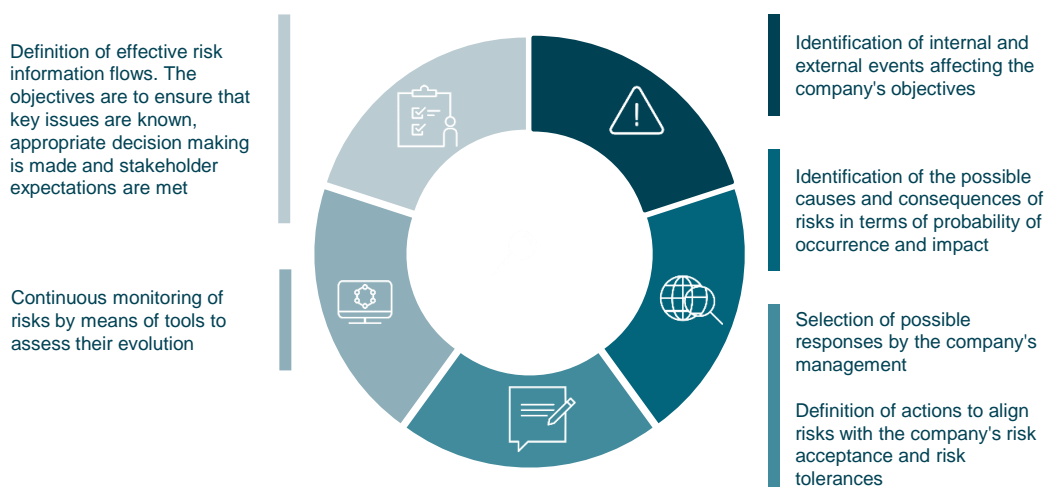 Definition of effective risk
information flows. The
objectives are to ensure that
key issues are known,
appropriate decision making
is made and stakeholder
expectations are met
Continuous monitoring of
risks by means of tools to
assess their evolution
Identification of internal and
external events affecting the
company's objectives
Identification of the possible
causes and consequences of
risks in terms of probability of
occurrence and impact
Selection of possible
responses by the company's
management
Definition of actions to align
risks with the company's risk
acceptance and risk
tolerances